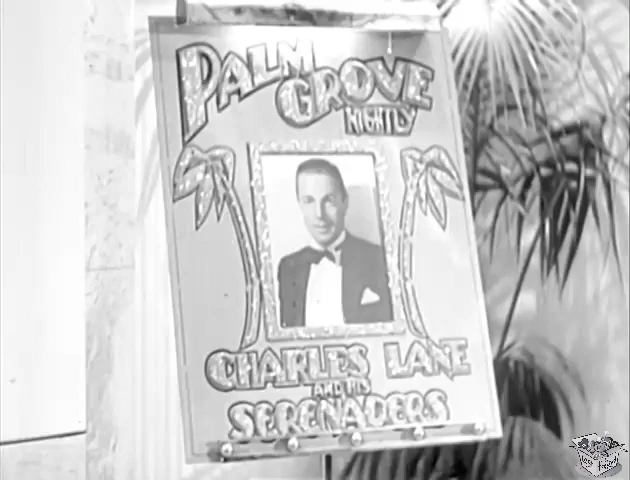 PALM
GROVE
NIGHTLY
CHARLES LANE
AND HIS
SERENADERS